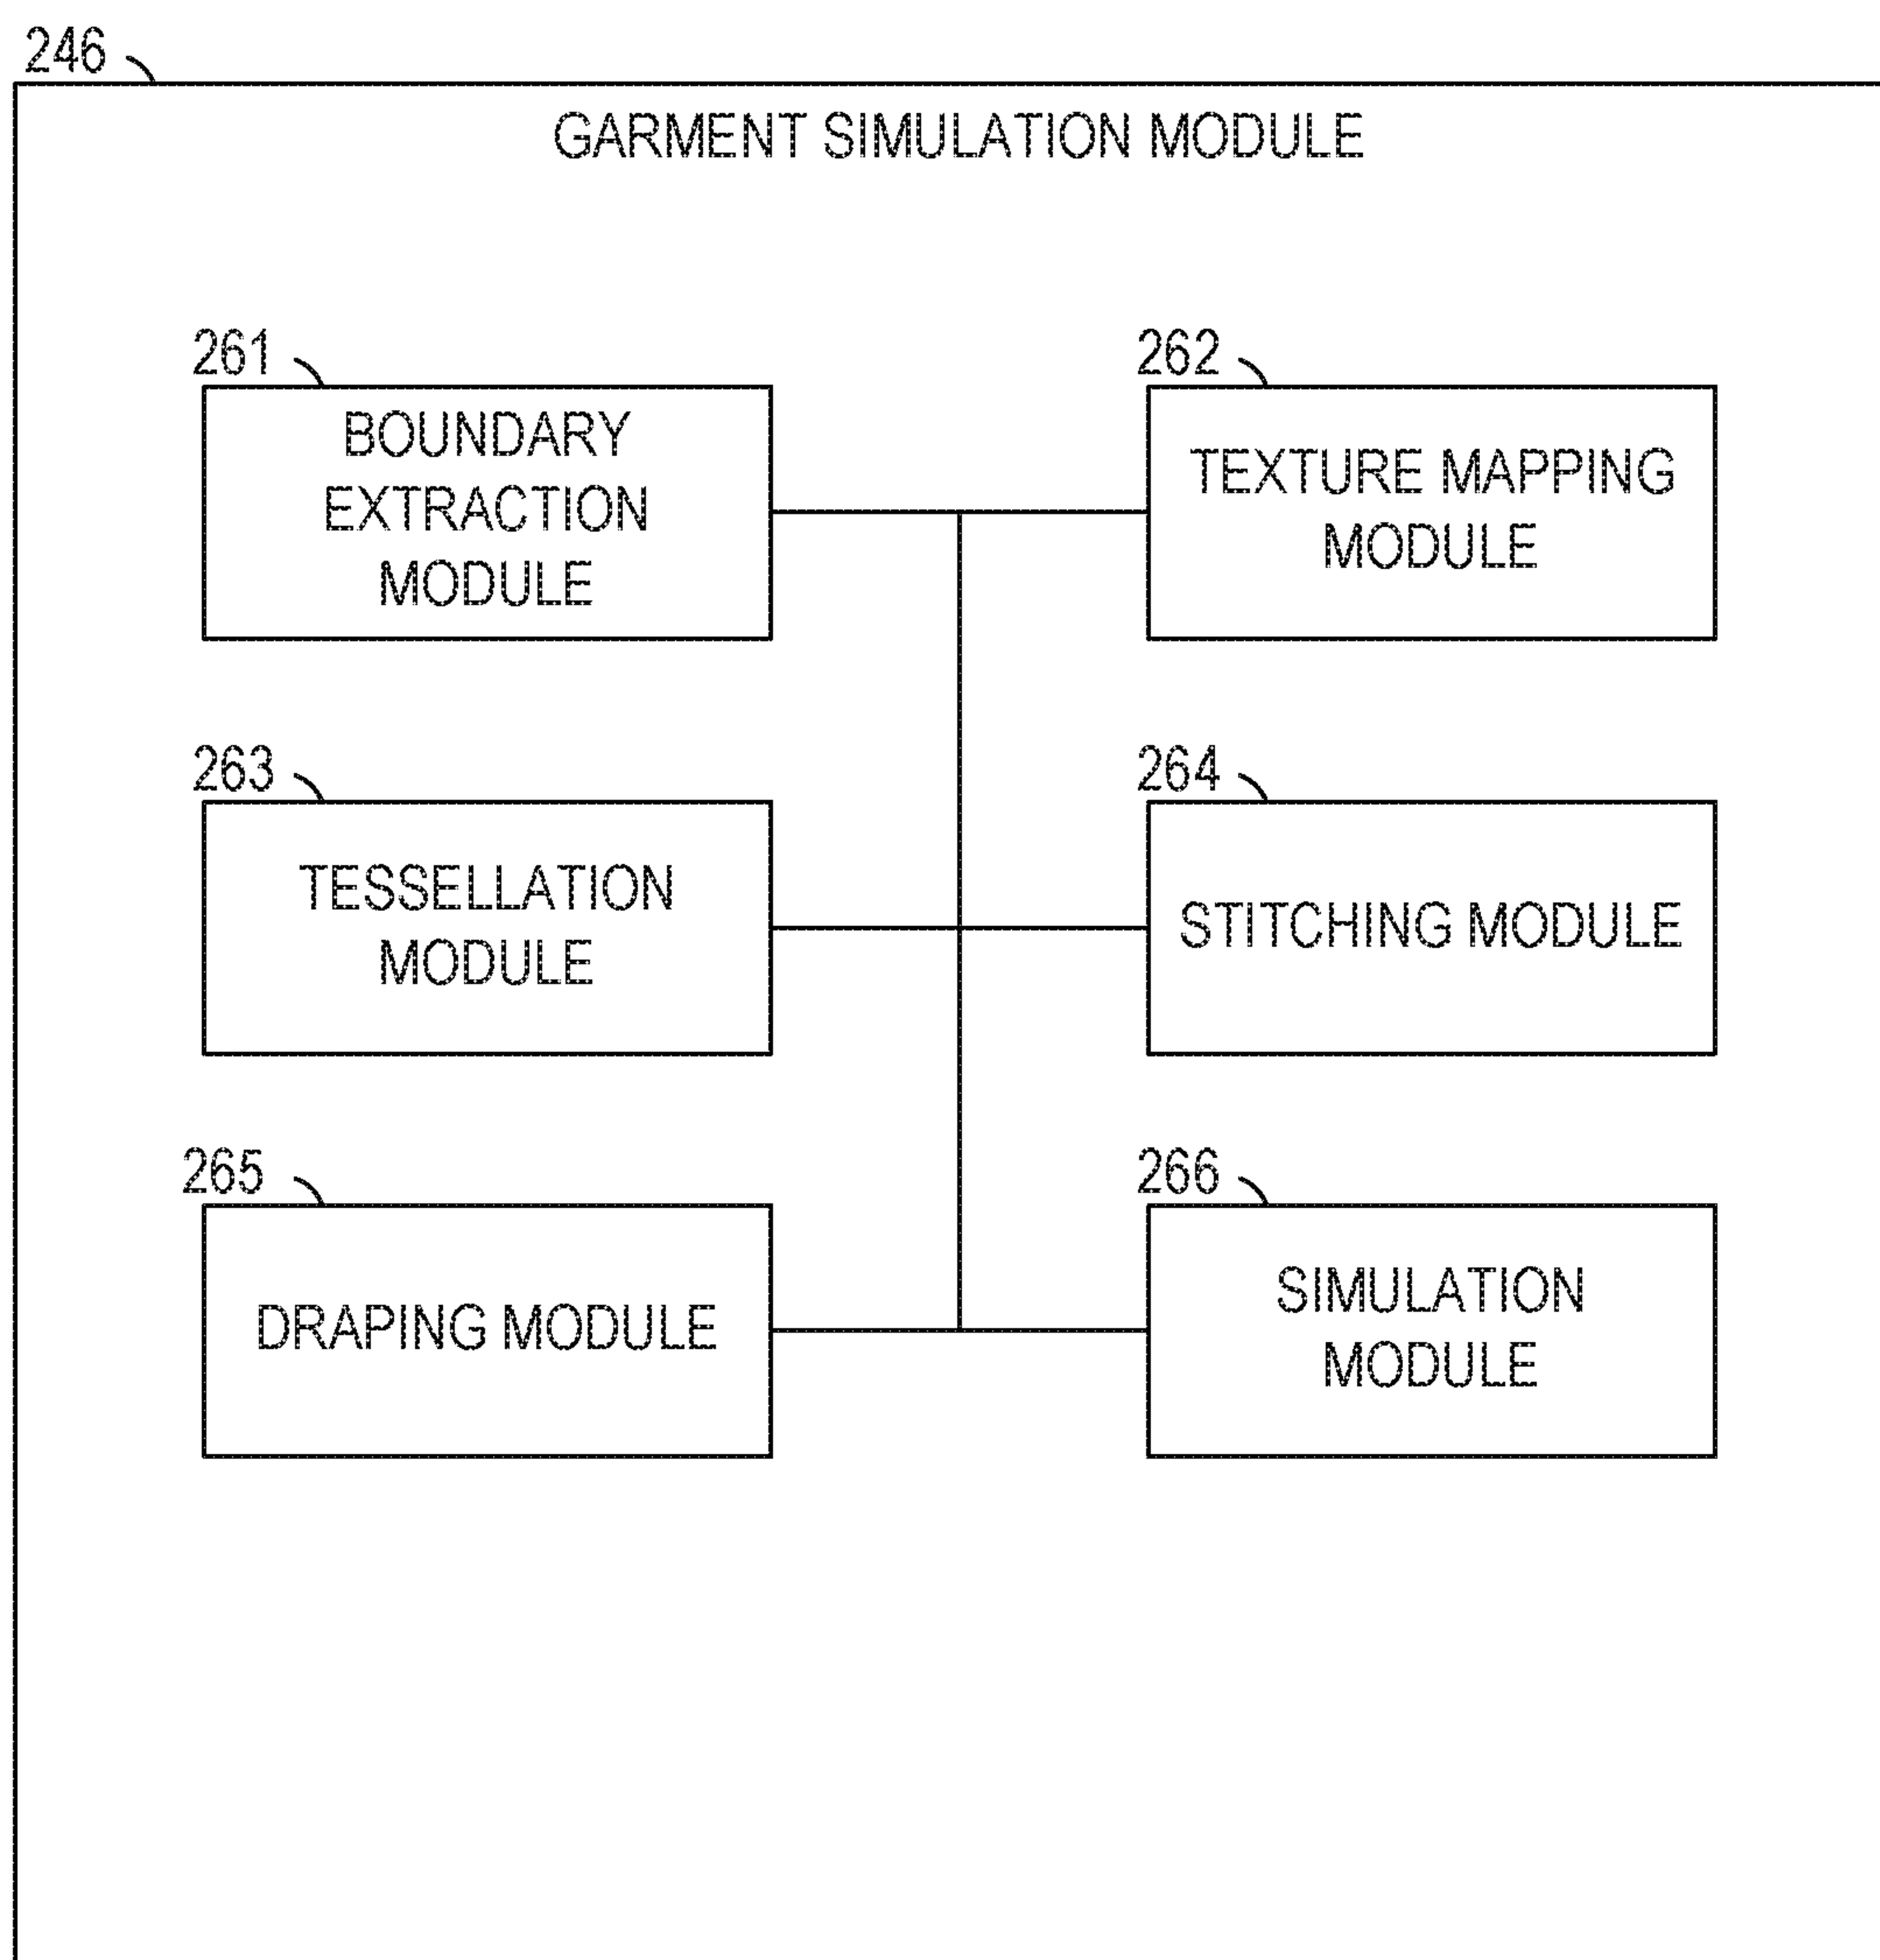 246
GARMENT SIMULATION MODULE
261
BOUNDARY
EXTRACTION
MODULE
262
TEXTURE MAPPING
MODULE
263
TESSELLATION
MODULE
264
STITCHING MODULE
265
DRAPING MODULE
266
SIMULATION
MODULE